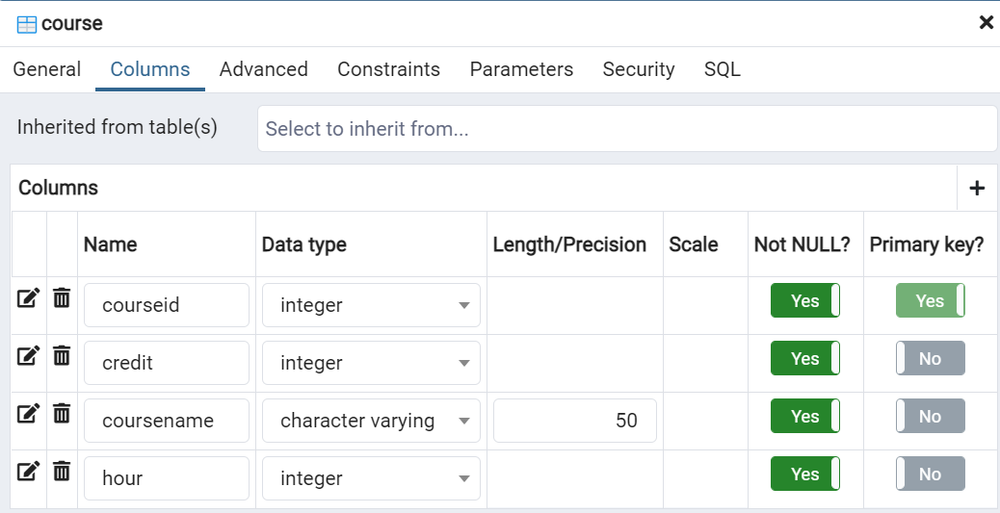 course
General Columns Advanced Constraints Parameters Security SQL
Inherited from table(s) Select to inherit from...
Columns
Name Data type Length/Precision Scale Not NULL? Primary key?
courseid integer Yes Yes
credit integer Yes No
coursename character varying 50 Yes No
hour integer Yes No